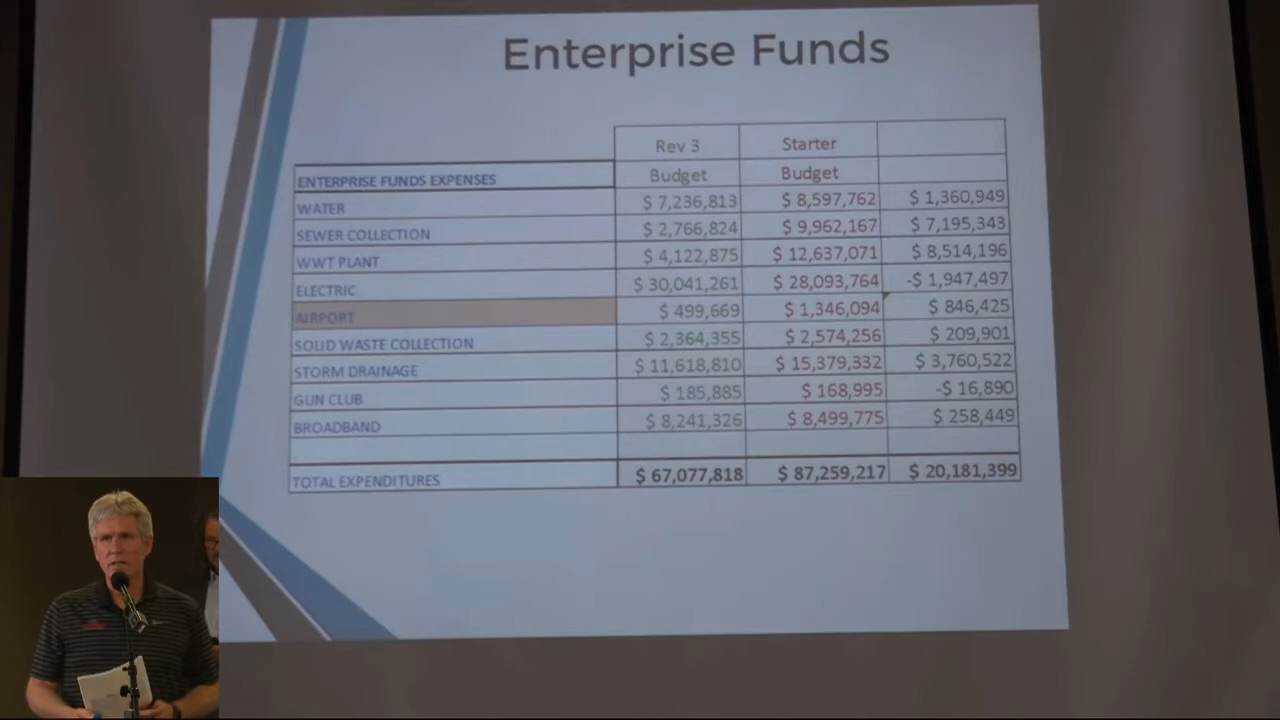 Enterprise Funds
Rev 3 Starter
ENTERPRISE FUNDS EXPENSES Budget Budget
WATER $ 7,236,813 $ 8,597,762 $ 1,360,949
SEWER COLLECTION $ 2,766,824 $ 9,962,167 $ 7,195,343
WWT PLANT $ 4,122,875 $ 12,637,071 $ 8,514,196
ELECTRIC $ 30,041,261 $ 28,093,764 -$ 1,947,497
AIRPORT $ 499,669 $ 1,346,094 $ 846,425
SOLID WASTE COLLECTION $ 2,364,355 $ 2,574,256 $ 209,901
STORM DRAINAGE $ 11,618,810 $ 15,379,332 $ 3,760,522
GUN CLUB $ 185,885 $ 168,995 -$ 16,890
BROADBAND $ 8,241,326 $ 8,499,775 $ 258,449
TOTAL EXPENDITURES $ 67,077,818 $ 87,259,217 $ 20,181,399